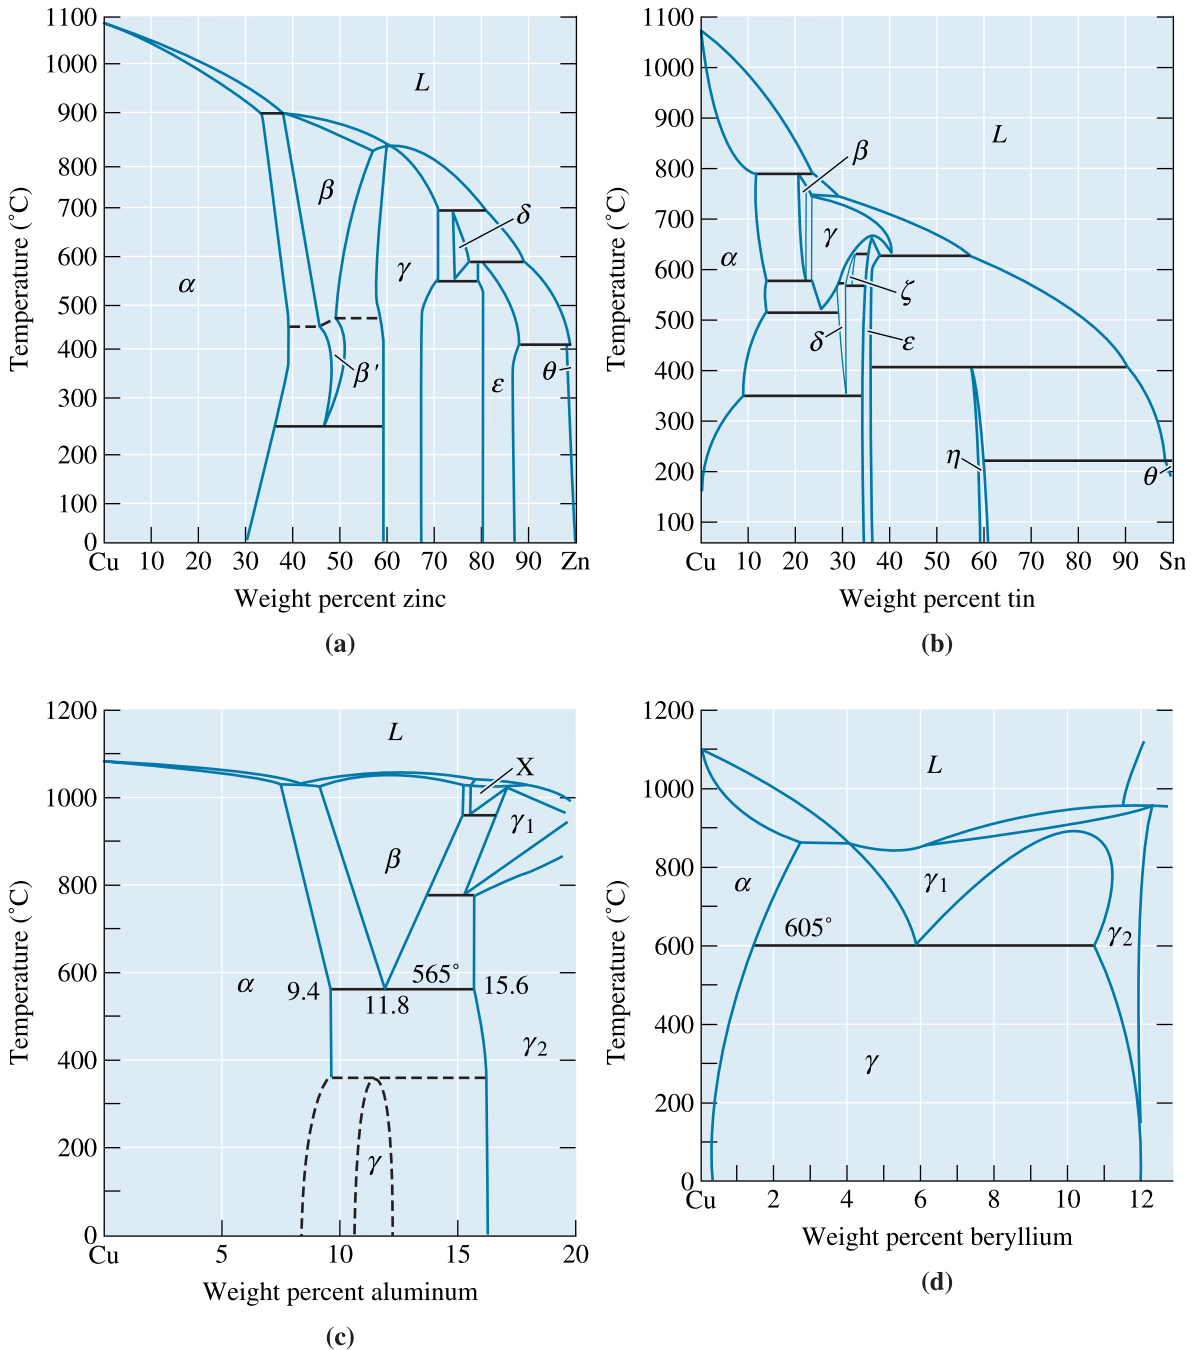 1100
1000
900
800
700
600
500
400
300
200
100
0
Temperature (˚C)
L
α
β
β′
γ
δ
ε
θ
Cu 10 20 30 40 50 60 70 80 90 Zn
Weight percent zinc
(a)
1100
1000
900
800
700
600
500
400
300
200
100
Temperature (˚C)
L
β
α
γ
ζ
δ
ε
η
θ
Cu 10 20 30 40 50 60 70 80 90 Sn
Weight percent tin
(b)
1200
1000
800
600
400
200
0
Temperature (˚C)
L
X
γ1
β
α
565˚
9.4
11.8
15.6
γ2
γ
Cu 5 10 15 20
Weight percent aluminum
(c)
1200
1000
800
600
400
200
0
Temperature (˚C)
L
α
γ1
605˚
γ2
γ
Cu 2 4 6 8 10 12
Weight percent beryllium
(d)